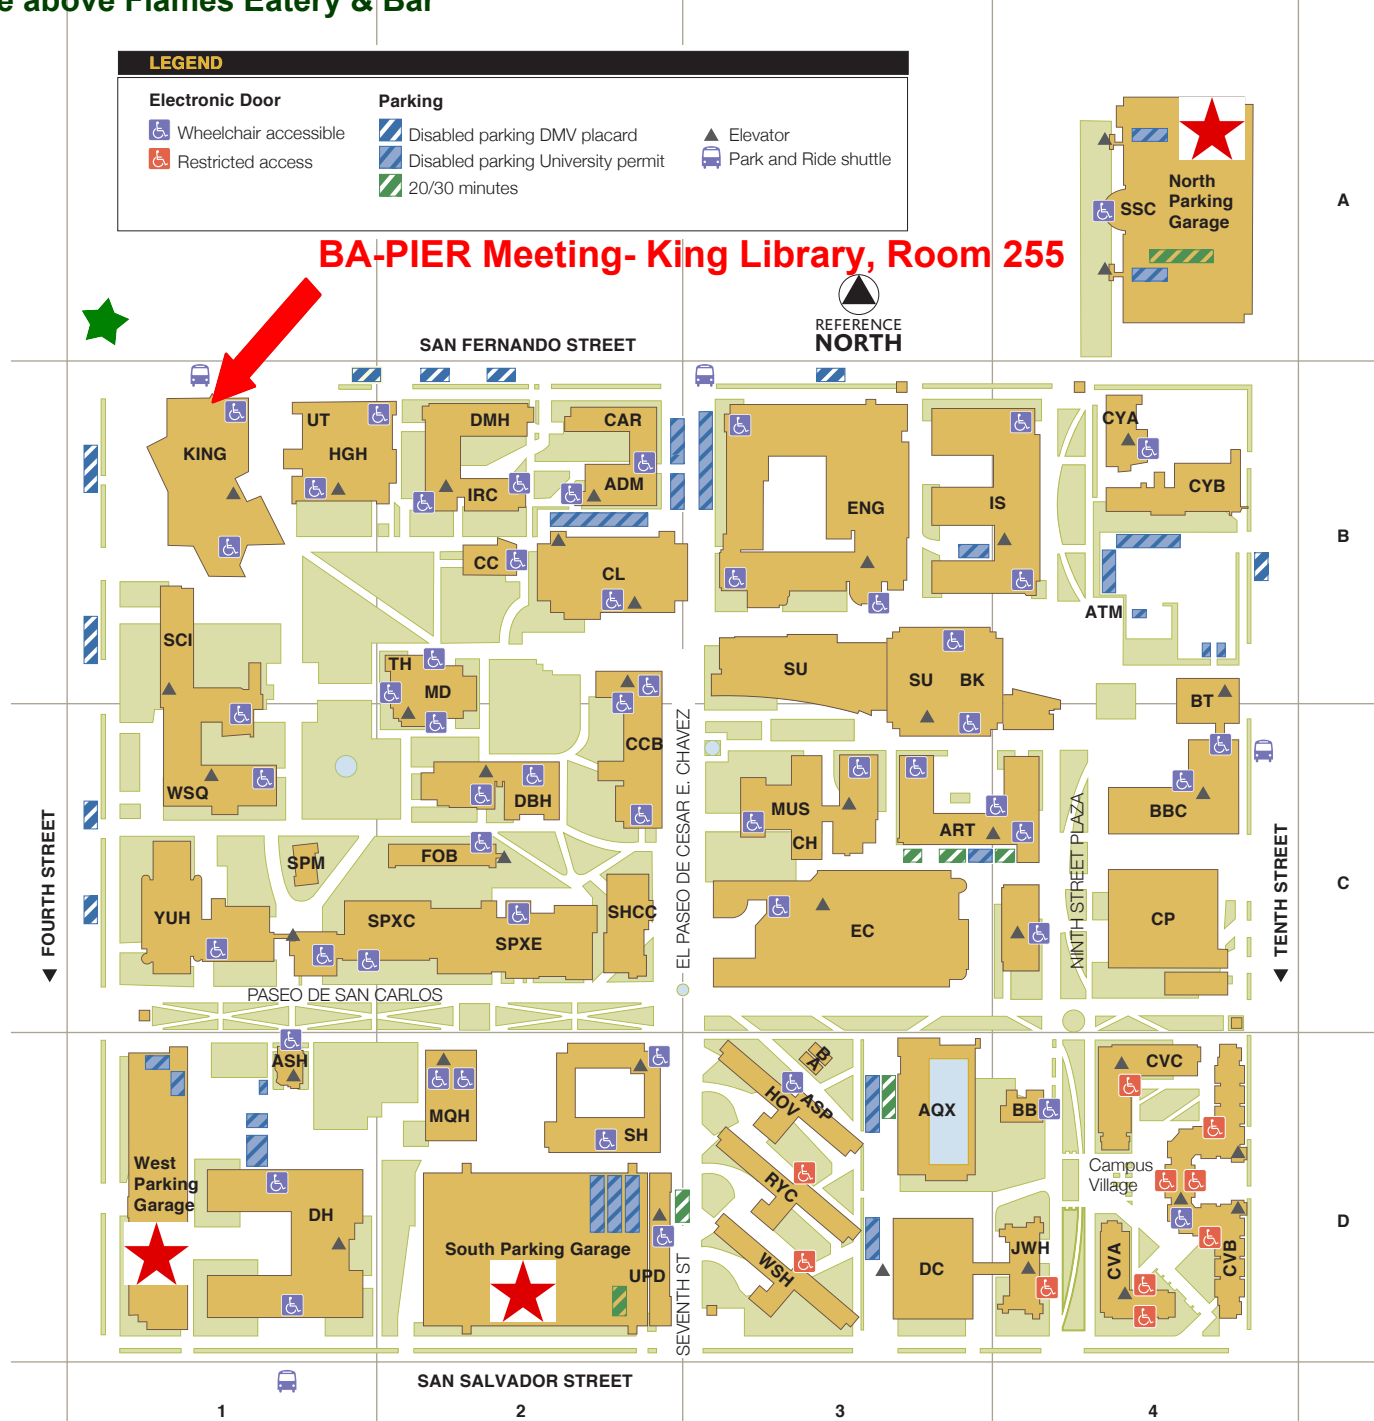 e above Flames Eatery & Bar
LEGEND
Electronic Door
Wheelchair accessible
Restricted access
Parking
Disabled parking DMV placard
Disabled parking University permit
20/30 minutes
Elevator
Park and Ride shuttle
SSC
North
Parking
Garage
A
BA-PIER Meeting- King Library, Room 255
REFERENCE
NORTH
SAN FERNANDO STREET
KING
UT
HGH
DMH
IRC
CAR
ADM
ENG
IS
CYA
CYB
B
CC
CL
ATM
SCI
TH
MD
SU
SU
BK
BT
CCB
WSQ
DBH
MUS
CH
ART
BBC
FOURTH STREET
EL PASEO DE CESAR E. CHAVEZ
NINTH STREET PLAZA
TENTH STREET
SPM
FOB
C
YUH
SPXC
SPXE
SHCC
EC
CP
PASEO DE SAN CARLOS
ASH
MQH
SH
B
A
HOV
ASP
AQX
BB
CVC
West
Parking
Garage
Campus
Village
RYC
D
DH
South Parking Garage
UPD
WSH
DC
JWH
CVA
CVB
SEVENTH ST
SAN SALVADOR STREET
1
2
3
4